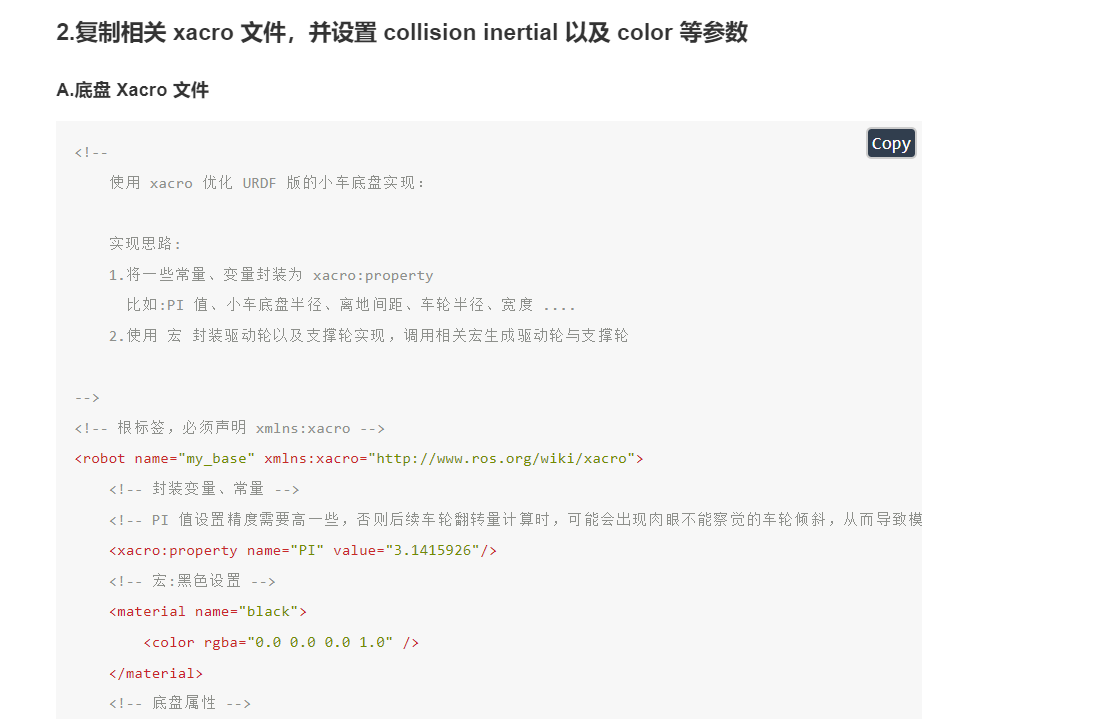 2.复制相关 xacro 文件，并设置 collision inertial 以及 color 等参数
A.底盘 Xacro 文件
Copy
<!--
    使用 xacro 优化 URDF 版的小车底盘实现：
    实现思路:
    1.将一些常量、变量封装为 xacro:property
      比如:PI 值、小车底盘半径、离地间距、车轮半径、宽度 ....
    2.使用 宏 封装驱动轮以及支撑轮实现，调用相关宏生成驱动轮与支撑轮
-->
<!-- 根标签，必须声明 xmlns:xacro -->
<robot name="my_base" xmlns:xacro="http://www.ros.org/wiki/xacro">
    <!-- 封装变量、常量 -->
    <!-- PI 值设置精度需要高一些，否则后续车轮翻转量计算时，可能会出现肉眼不能察觉的车轮倾斜，从而导致模
    <xacro:property name="PI" value="3.1415926"/>
    <!-- 宏:黑色设置 -->
    <material name="black">
        <color rgba="0.0 0.0 0.0 1.0" />
    </material>
    <!-- 底盘属性 -->